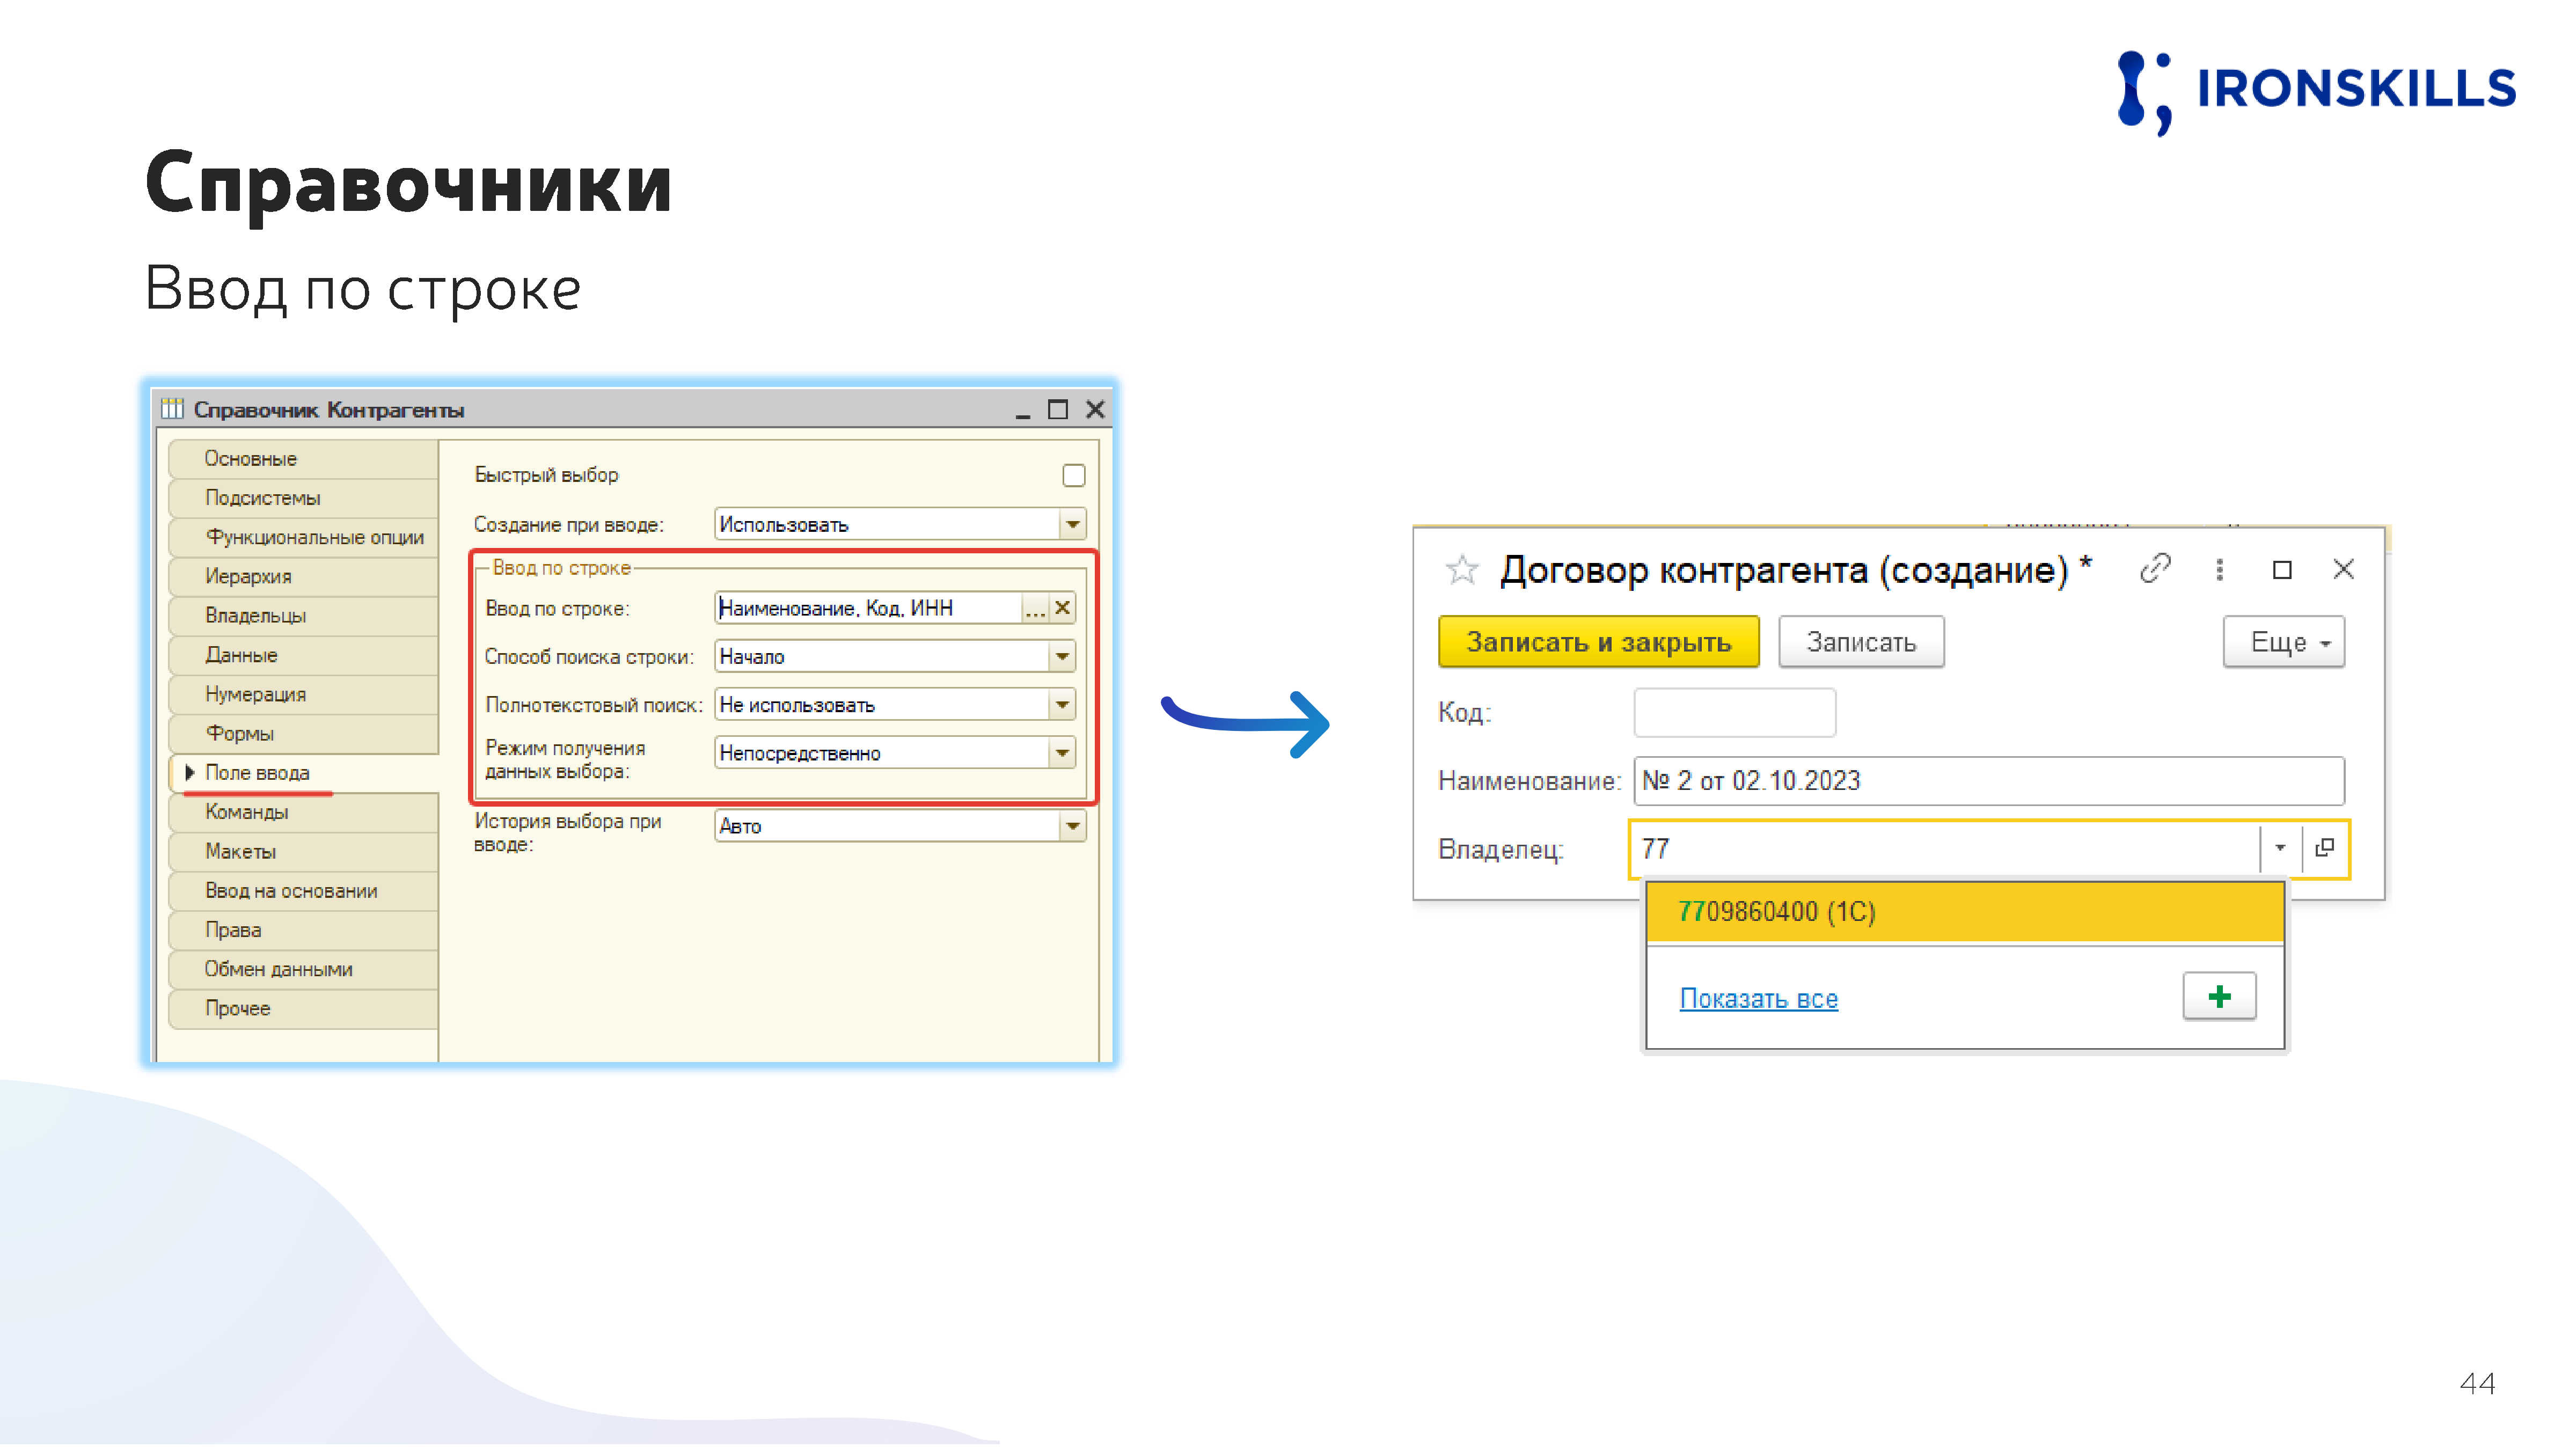 IRONSKILLS
Справочники
Ввод по строке
Справочник Контрагенты
Основные
Подсистемы
Функциональные опции
Иерархия
Владельцы
Данные
Нумерация
Формы
Поле ввода
Команды
Макеты
Ввод на основании
Права
Обмен данными
Прочее
Быстрый выбор
Создание при вводе: Использовать
Ввод по строке
Ввод по строке: Наименование, Код, ИНН ...
Способ поиска строки: Начало
Полнотекстовый поиск: Не использовать
Режим получения
данных выбора: Непосредственно
История выбора при
вводе: Авто
Договор контрагента (создание) *
Записать и закрыть Записать Еще
Код:
Наименование: № 2 от 02.10.2023
Владелец: 77
7709860400 (1С)
Показать все
44